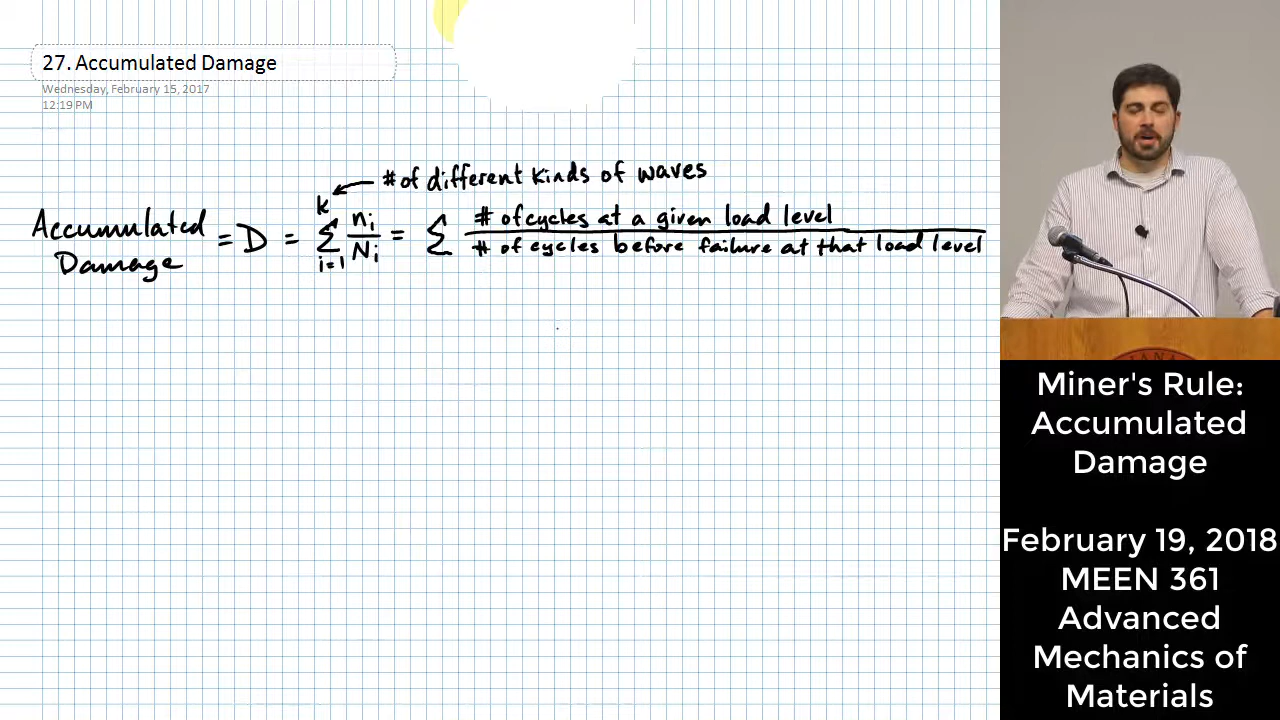 27. Accumulated Damage
Wednesday, February 15, 2017
12:19 PM
# of different kinds of waves
Accumulated Damage = D = k Σ i=1 ni/Ni = Σ # of cycles at a given load level / # of cycles before failure at that load level
Miner's Rule:
Accumulated
Damage
February 19, 2018
MEEN 361
Advanced
Mechanics of
Materials